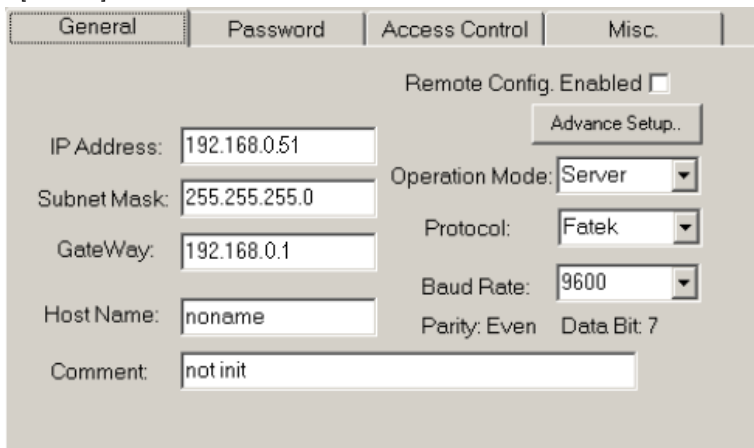 General Password Access Control Misc.
Remote Config. Enabled
Advance Setup..
IP Address: 192.168.0.51
Operation Mode: Server
Subnet Mask: 255.255.255.0
Protocol: Fatek
GateWay: 192.168.0.1
Baud Rate: 9600
Host Name: noname
Parity: Even Data Bit: 7
Comment: not init